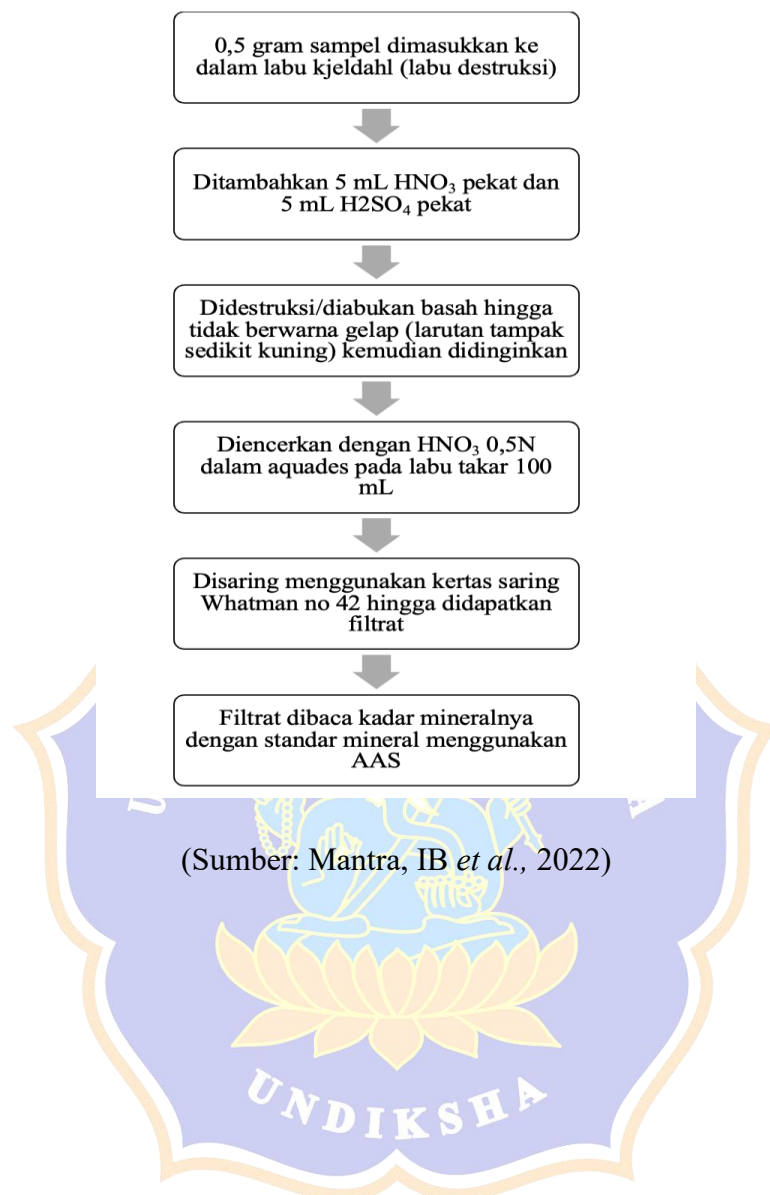 0,5 gram sampel dimasukkan ke
dalam labu kjeldahl (labu destruksi)
Ditambahkan 5 mL HNO₃ pekat dan
5 mL H2SO₄ pekat
Didestruksi/diabukan basah hingga
tidak berwarna gelap (larutan tampak
sedikit kuning) kemudian didinginkan
Diencerkan dengan HNO₃ 0,5N
dalam aquades pada labu takar 100
mL
Disaring menggunakan kertas saring
Whatman no 42 hingga didapatkan
filtrat
Filtrat dibaca kadar mineralnya
dengan standar mineral menggunakan
AAS
(Sumber: Mantra, IB et al., 2022)
UNDIKSHA